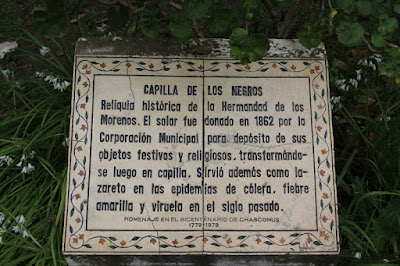 CAPILLA DE LOS NEGROS
Reliquia histórica de la Hermandad de los
Morenos. El solar fue donado en 1862 por la
Corporación Municipal para depósito de sus
objetos festivos y religiosos, transformándo-
se luego en capilla. Sirvió además como la-
zareto en las epidemias de cólera, fiebre
amarilla y viruela en el siglo pasado.
HOMENAJE EN EL BICENTENARIO DE CHASCOMUS
1779-1979